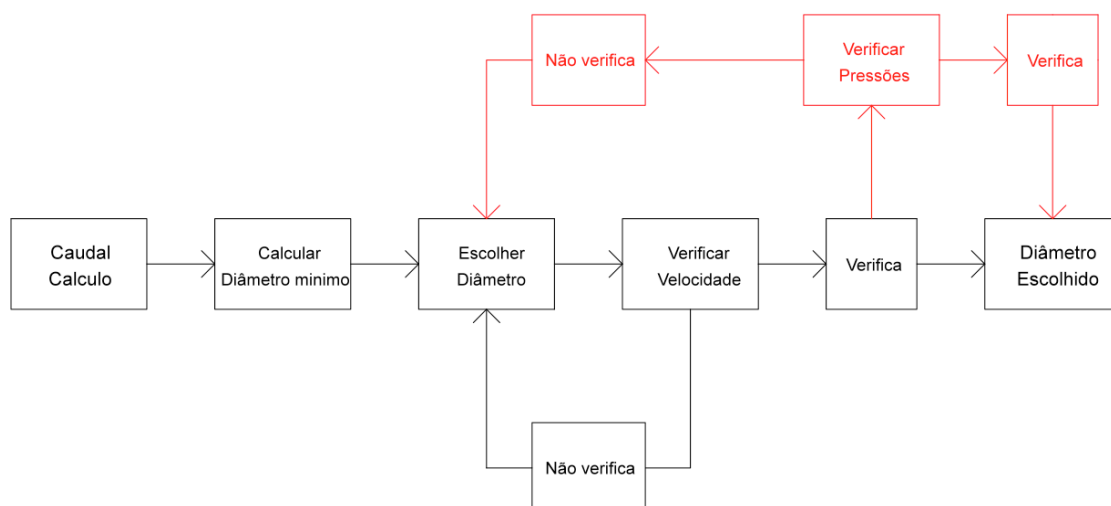 Não verifica
Verificar
Pressões
Verifica
Caudal
Calculo
Calcular
Diâmetro minimo
Escolher
Diâmetro
Verificar
Velocidade
Verifica
Diâmetro
Escolhido
Não verifica